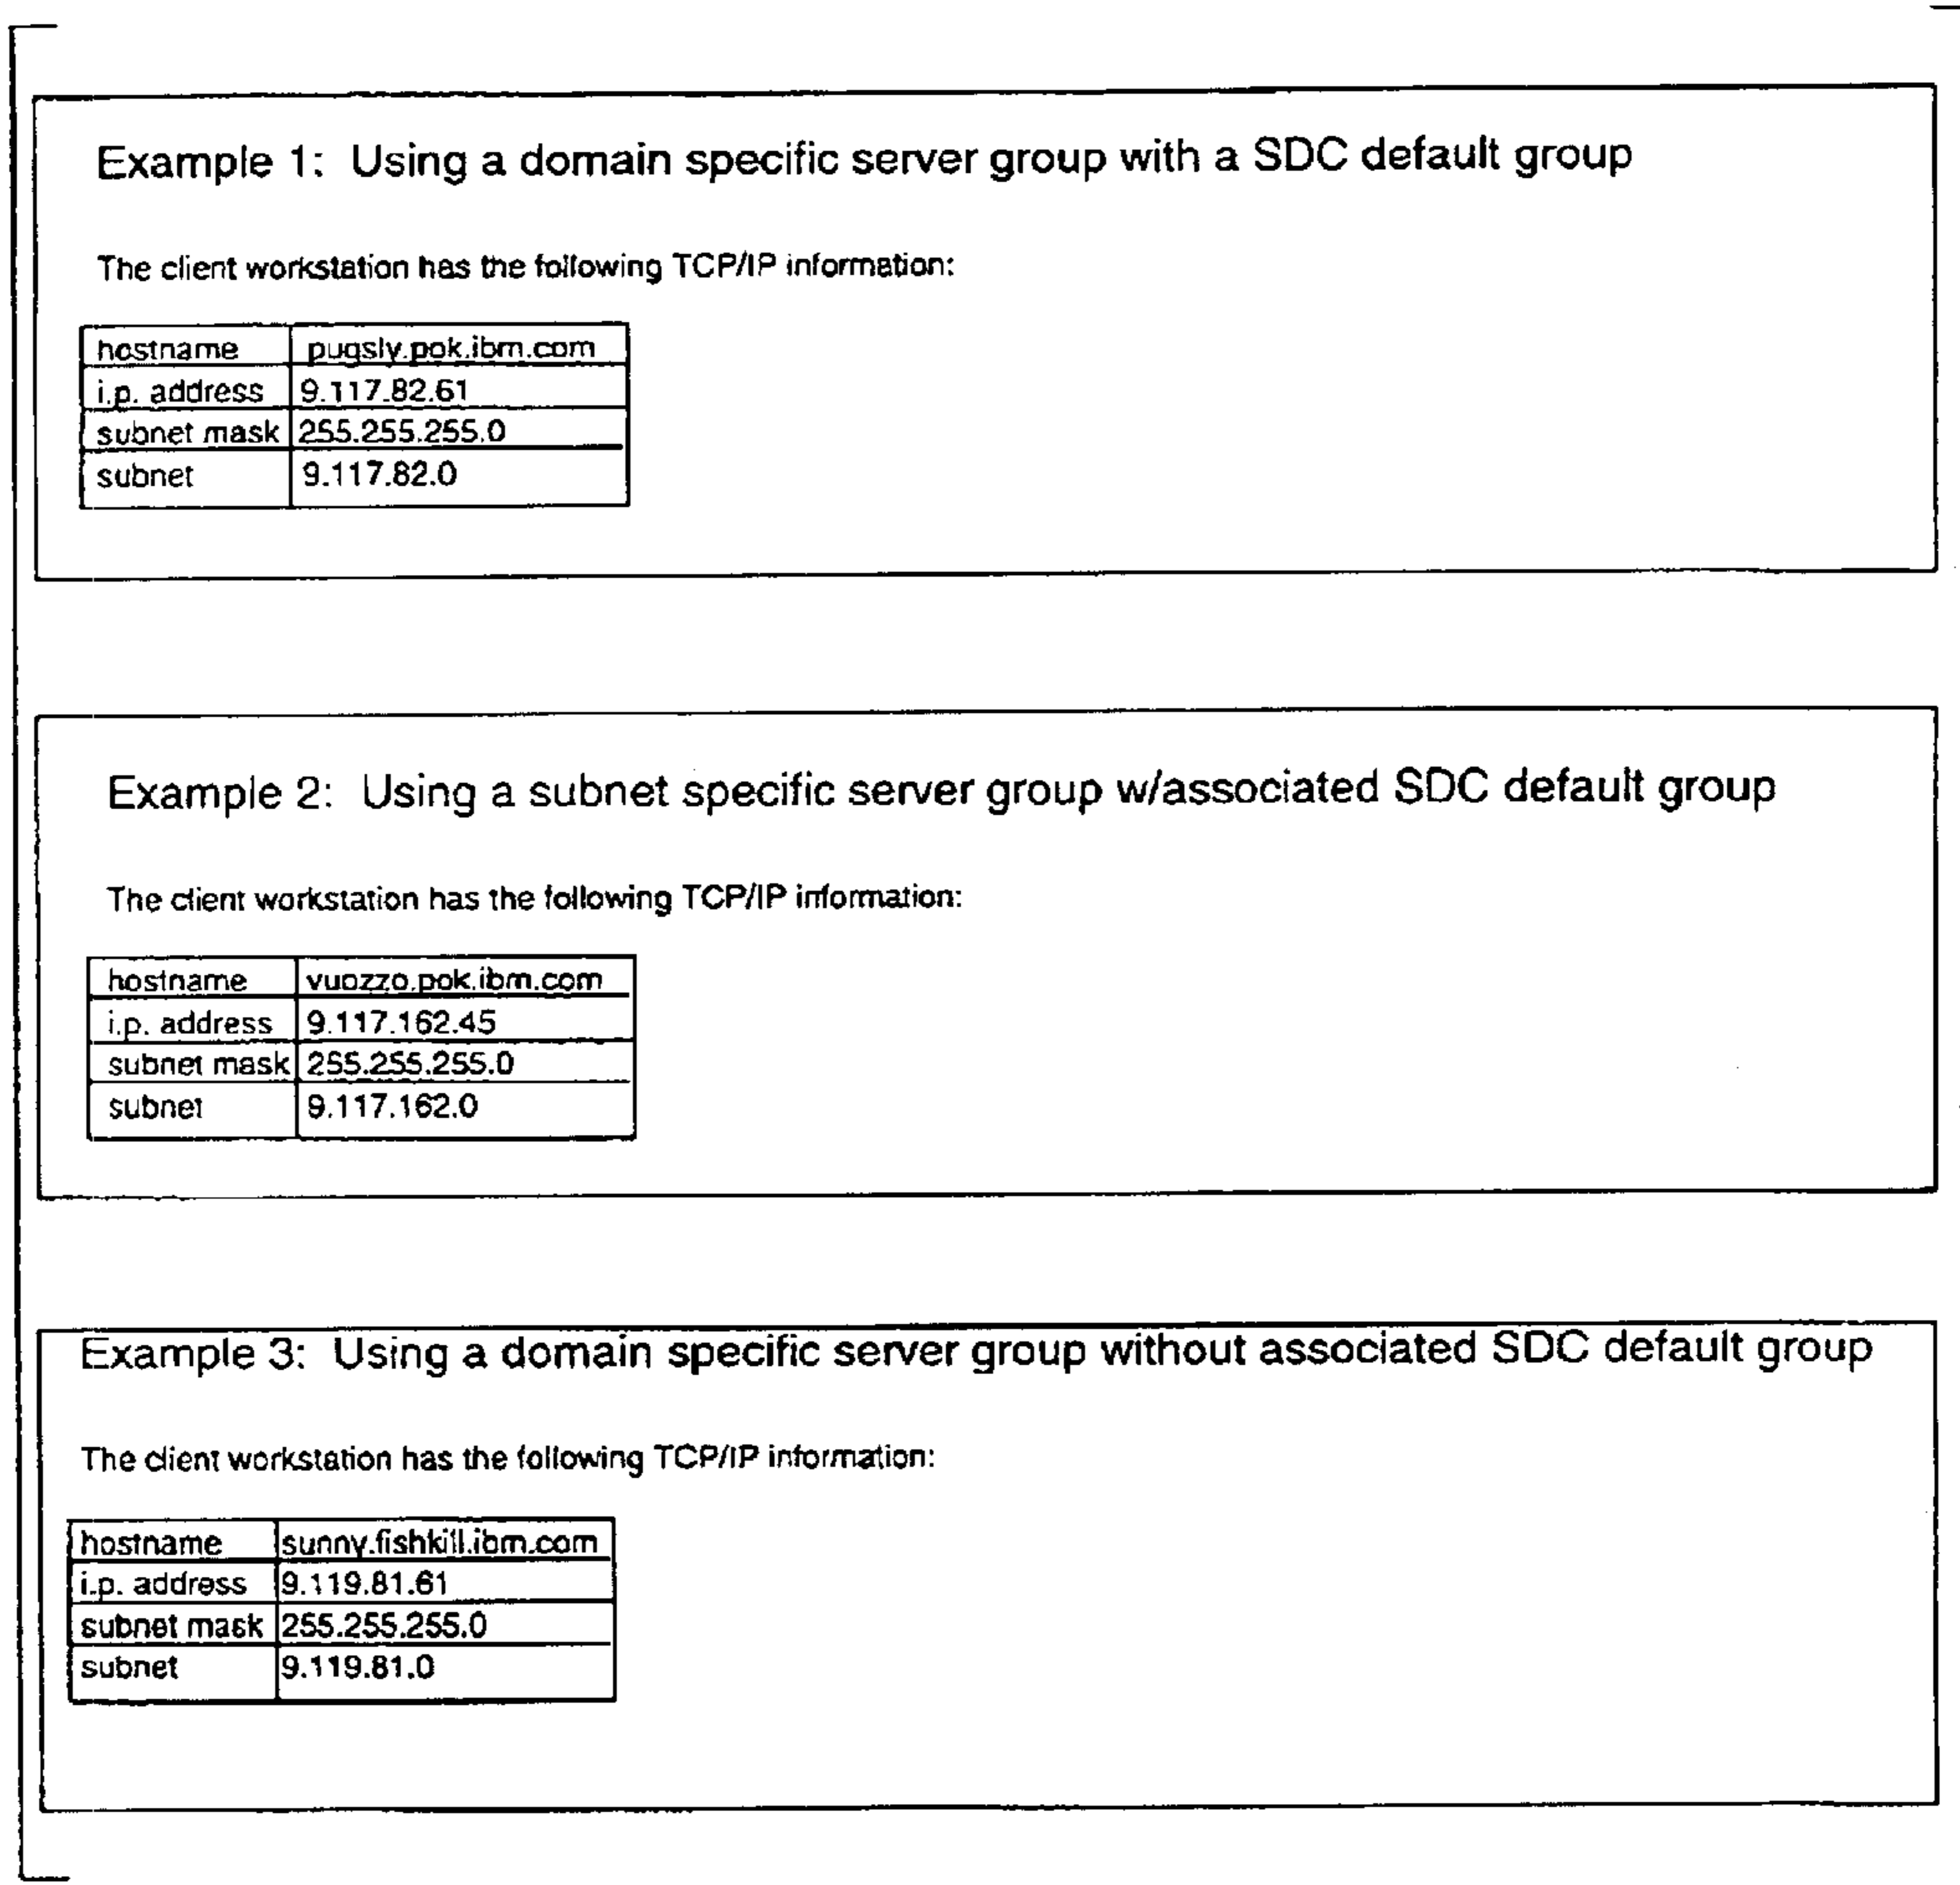 Example 1: Using a domain specific server group with a SDC default group
The client workstation has the following TCP/IP information:
hostname pugsly.pok.ibm.com
i.p. address 9.117.82.61
subnet mask 255.255.255.0
subnet 9.117.82.0
Example 2: Using a subnet specific server group w/associated SDC default group
The client workstation has the following TCP/IP information:
hostname vuozzo.pok.ibm.com
i.p. address 9.117.162.45
subnet mask 255.255.255.0
subnet 9.117.162.0
Example 3: Using a domain specific server group without associated SDC default group
The client workstation has the following TCP/IP information:
hostname sunny.fishkill.ibm.com
i.p. address 9.119.81.61
subnet mask 255.255.255.0
subnet 9.119.81.0